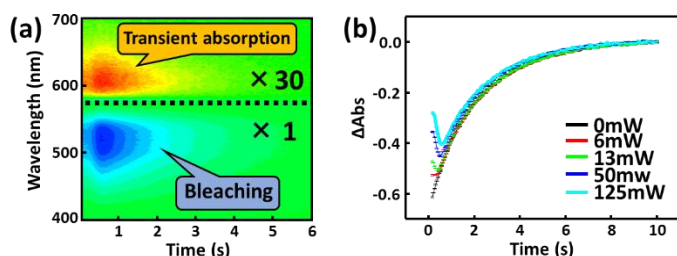 (a)
700
600
500
400
Wavelength (nm)
Transient absorption
× 30
× 1
Bleaching
1 2 3 4 5 6
Time (s)
(b)
0.0
-0.2
-0.4
-0.6
ΔAbs
0mW
6mW
13mW
50mw
125mW
0 2 4 6 8 10
Time (s)